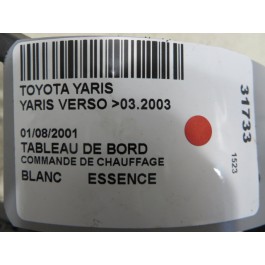 TOYOTA YARIS
YARIS VERSO >03.2003
01/08/2001
TABLEAU DE BORD
COMMANDE DE CHAUFFAGE
BLANC ESSENCE
31733
1523